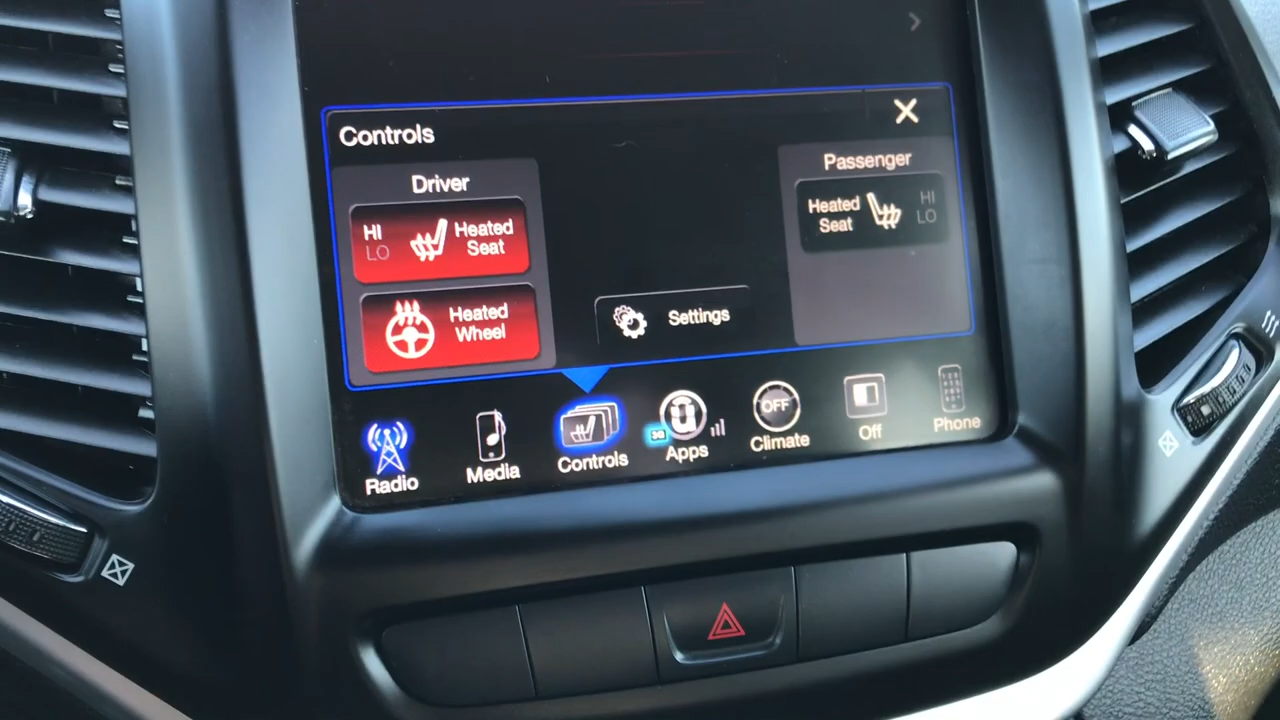 Controls
Driver
HI
LO
Heated
Seat
Heated
Wheel
Settings
Passenger
Heated
Seat
HI
LO
Radio
Media
Controls
3G
Apps
OFF
Climate
Off
Phone